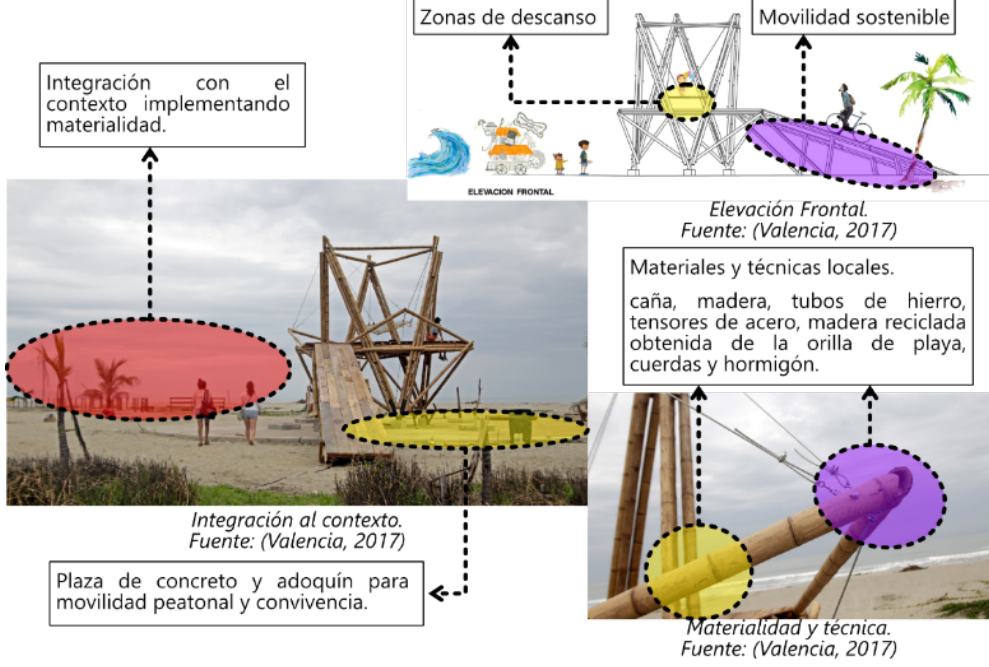 Zonas de descanso
Movilidad sostenible
Integración con el
contexto implementando
materialidad.
ELEVACION FRONTAL
Elevación Frontal.
Fuente: (Valencia, 2017)
Materiales y técnicas locales.
caña, madera, tubos de hierro,
tensores de acero, madera reciclada
obtenida de la orilla de playa,
cuerdas y hormigón.
Integración al contexto.
Fuente: (Valencia, 2017)
Plaza de concreto y adoquín para
movilidad peatonal y convivencia.
Materialidad y técnica.
Fuente: (Valencia, 2017)